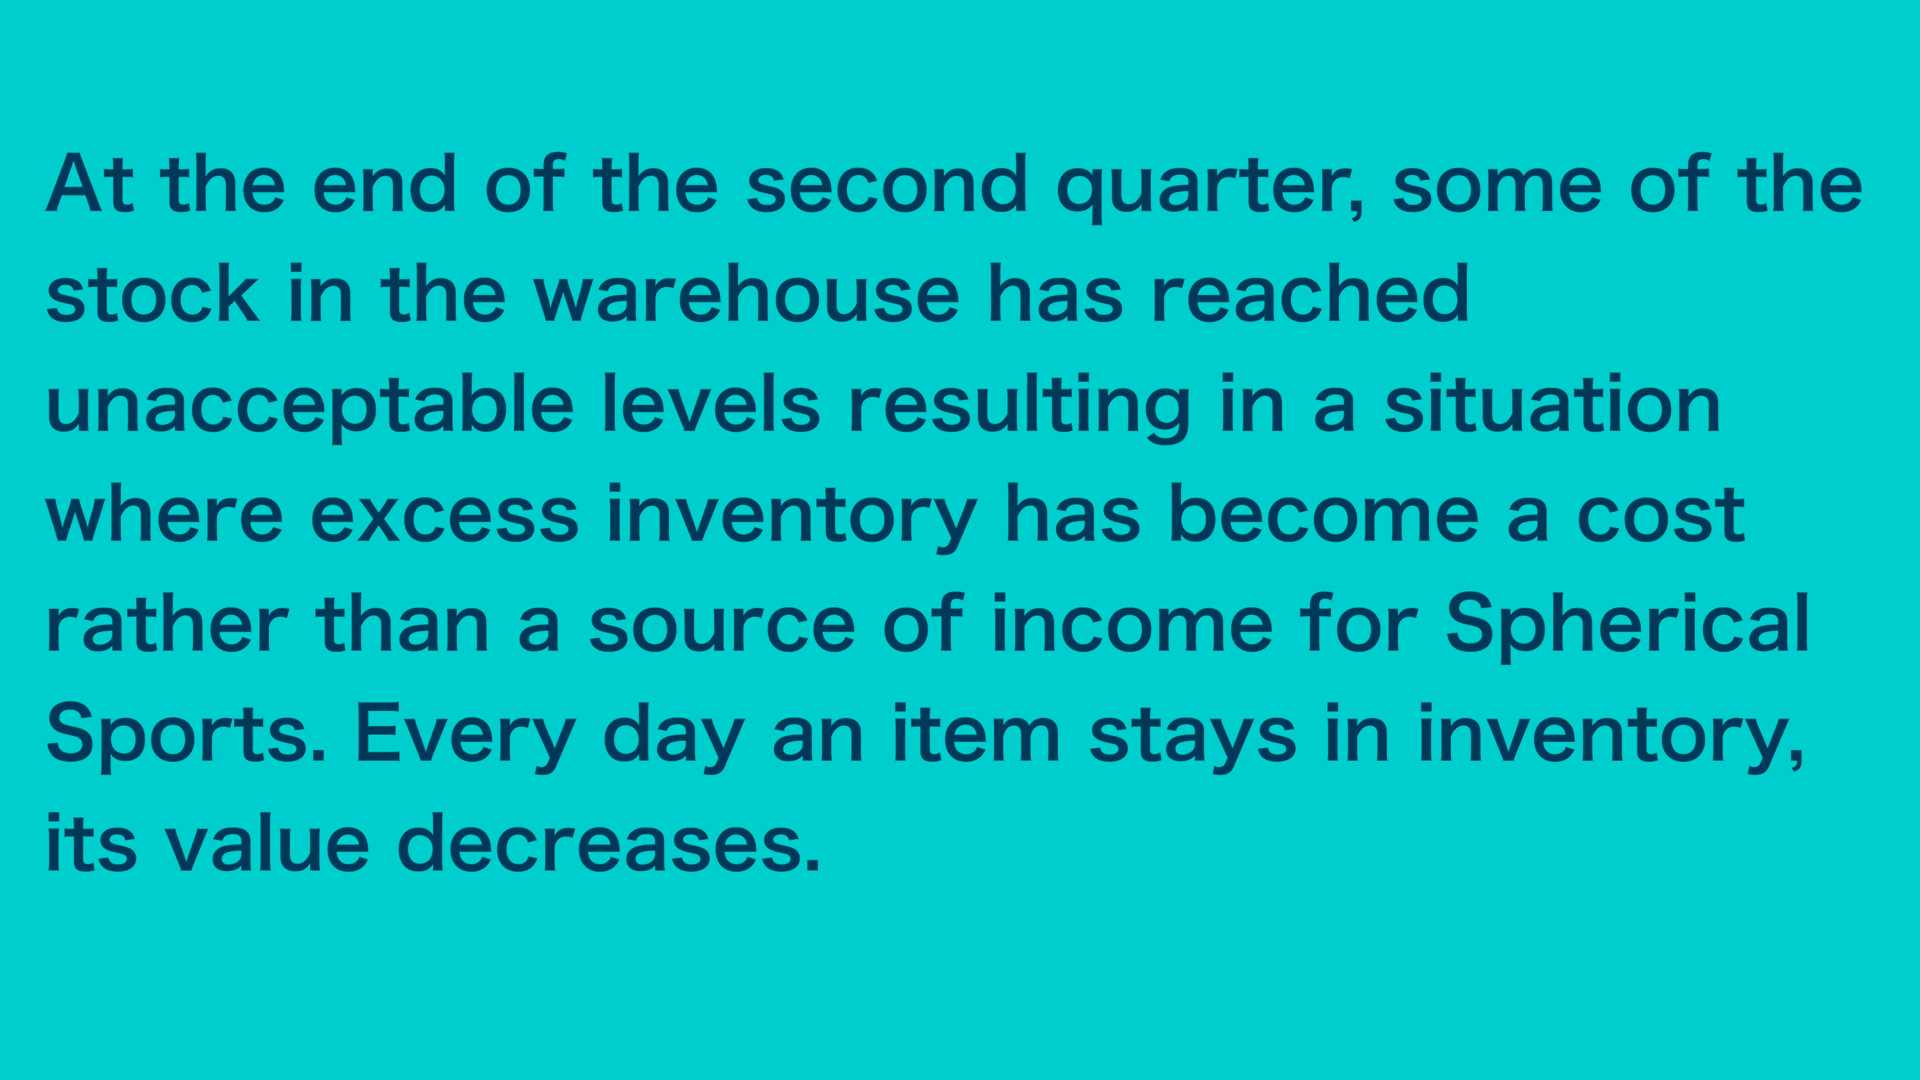 At the end of the second quarter, some of the
stock in the warehouse has reached
unacceptable levels resulting in a situation
where excess inventory has become a cost
rather than a source of income for Spherical
Sports. Every day an item stays in inventory,
its value decreases.